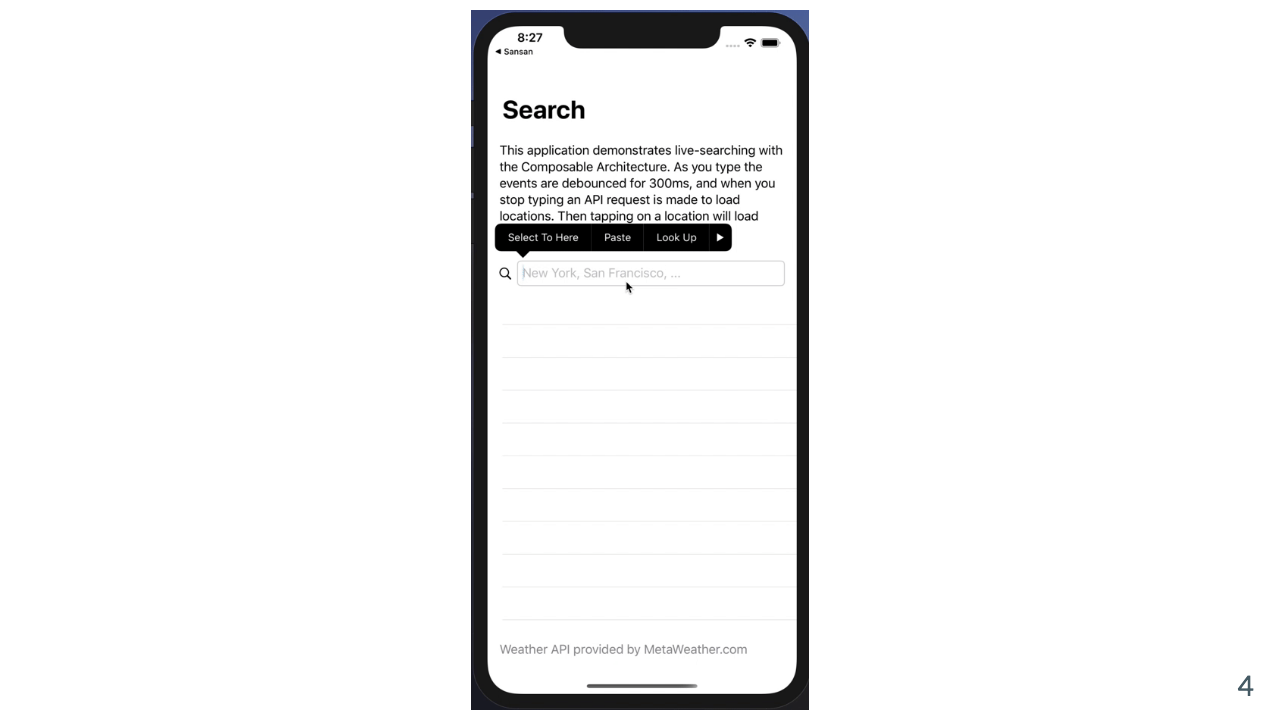 8:27
◀ Sansan
Search
This application demonstrates live-searching with
the Composable Architecture. As you type the
events are debounced for 300ms, and when you
stop typing an API request is made to load
locations. Then tapping on a location will load
Select To Here Paste Look Up ▶
New York, San Francisco, ...
Weather API provided by MetaWeather.com
4